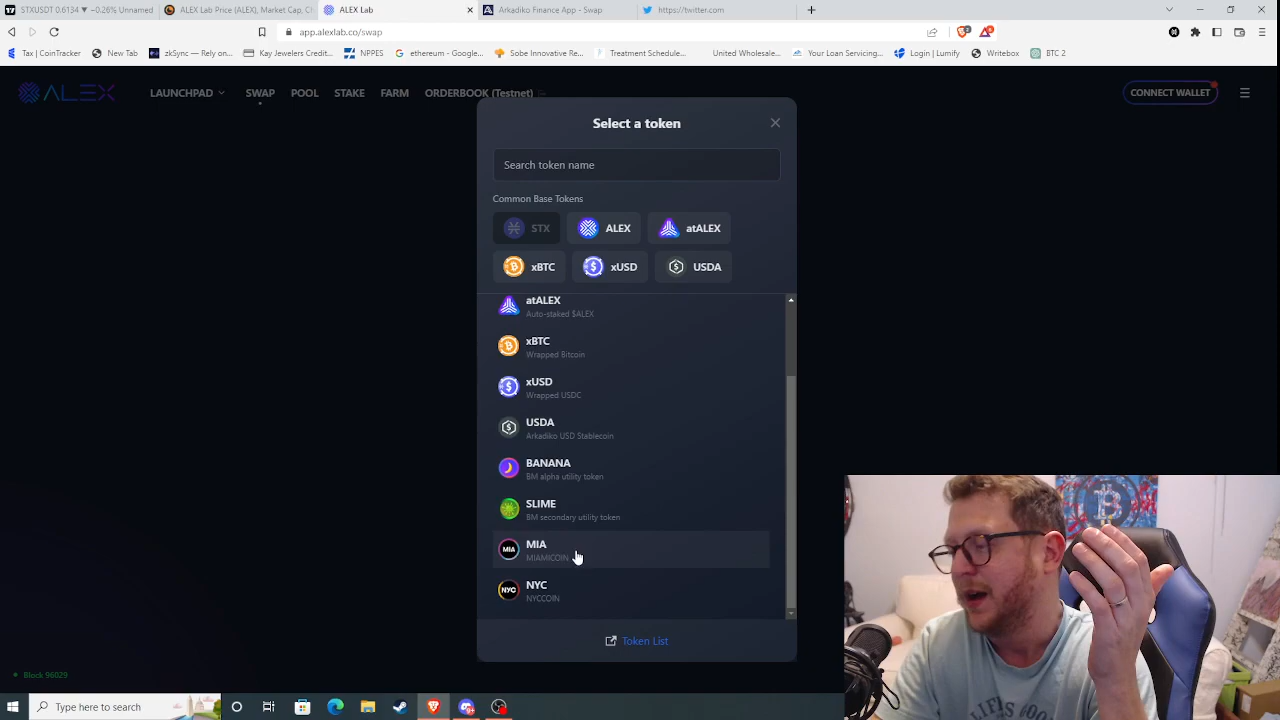 STXUSDT 0.6134 ▼ −0.26% Unnamed
ALEX Lab Price (ALEX), Market Cap, C
ALEX Lab
Arkadiko Finance App - Swap
https://twitter.com
app.alexlab.co/swap
Tax | CoinTracker
New Tab
zkSync — Rely on...
Kay Jewelers Credit...
NPPES
ethereum - Google...
Sobe Innovative Re...
Treatment Schedule...
United Wholesale...
Your Loan Servicing...
Login | Lumify
Writebox
BTC 2
ALEX
LAUNCHPAD
SWAP
POOL
STAKE
FARM
ORDERBOOK (Testnet)
CONNECT WALLET
Select a token
Search token name
Common Base Tokens
STX
ALEX
atALEX
xBTC
xUSD
USDA
atALEX
Auto-staked $ALEX
xBTC
Wrapped Bitcoin
xUSD
Wrapped USDC
USDA
Arkadiko USD Stablecoin
BANANA
BM alpha utility token
SLIME
BM secondary utility token
MIA
MIA
MIAMICOIN
NYC
NYC
NYCCOIN
Token List
Block 96029
Type here to search